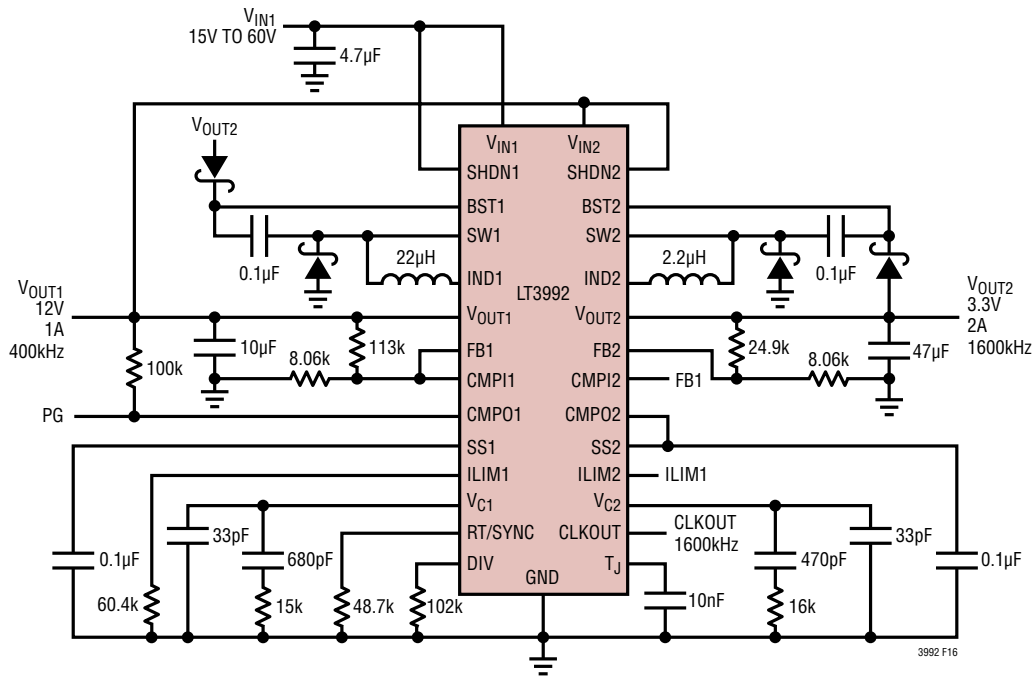 VIN1
15V TO 60V
4.7µF
VOUT2
VIN1
VIN2
SHDN1
SHDN2
BST1
BST2
SW1
SW2
0.1µF
22µH
2.2µH
0.1µF
IND1
IND2
LT3992
VOUT1
12V
1A
400kHz
VOUT1
VOUT2
VOUT2
3.3V
2A
1600kHz
10µF
113k
24.9k
47µF
100k
8.06k
8.06k
FB1
FB2
CMPI1
CMPI2
FB1
PG
CMPO1
CMPO2
SS1
SS2
ILIM1
ILIM2
ILIM1
VC1
VC2
RT/SYNC
CLKOUT
CLKOUT
1600kHz
DIV
TJ
GND
0.1µF
33pF
680pF
470pF
33pF
0.1µF
60.4k
15k
48.7k
102k
10nF
16k
3992 F16